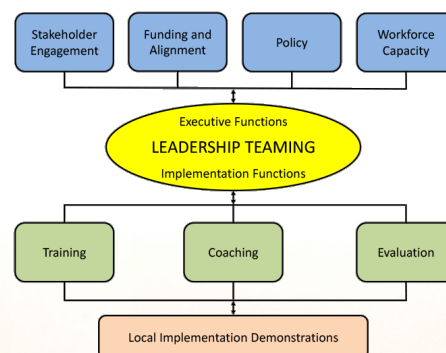 Stakeholder
Engagement
Funding and
Alignment
Policy
Workforce
Capacity
Executive Functions
LEADERSHIP TEAMING
Implementation Functions
Training
Coaching
Evaluation
Local Implementation Demonstrations